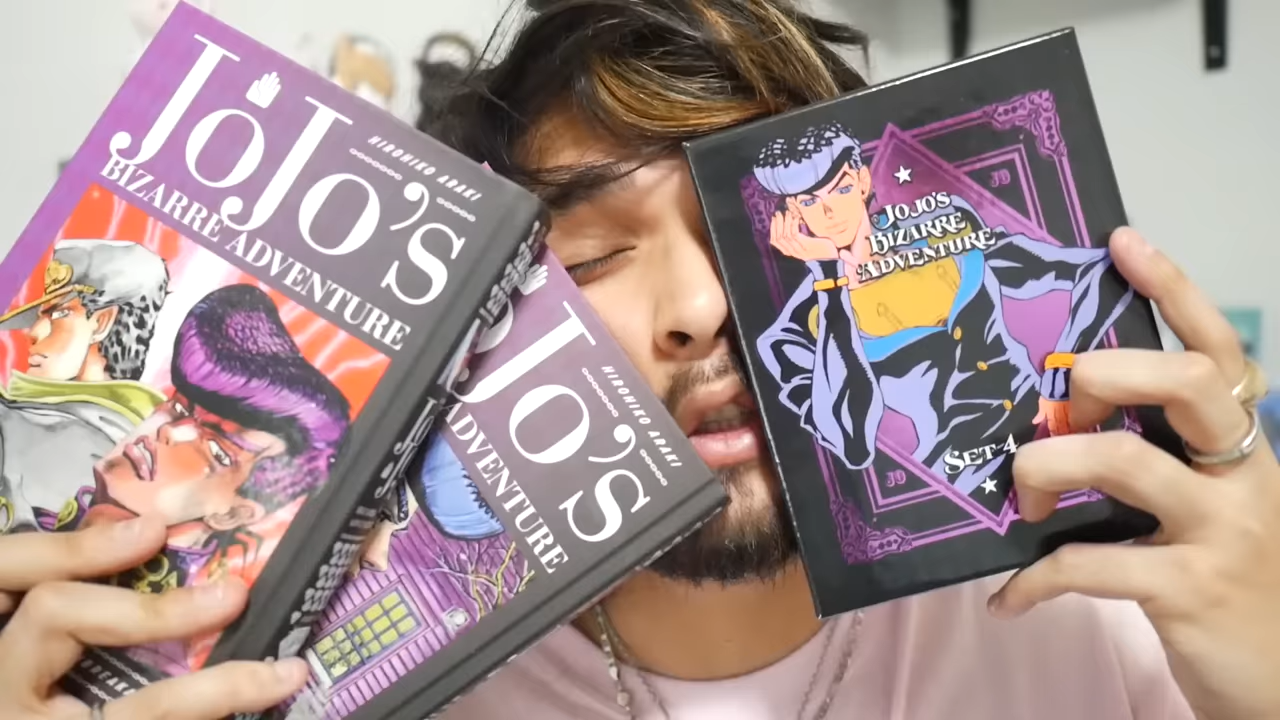 JoJo's
HIROHIKO ARAKI
BIZARRE ADVENTURE
Jo's
HIROHIKO ARAKI
ADVENTURE
JO
JOJO'S
BIZARRE
ADVENTURE
SET-4
JO